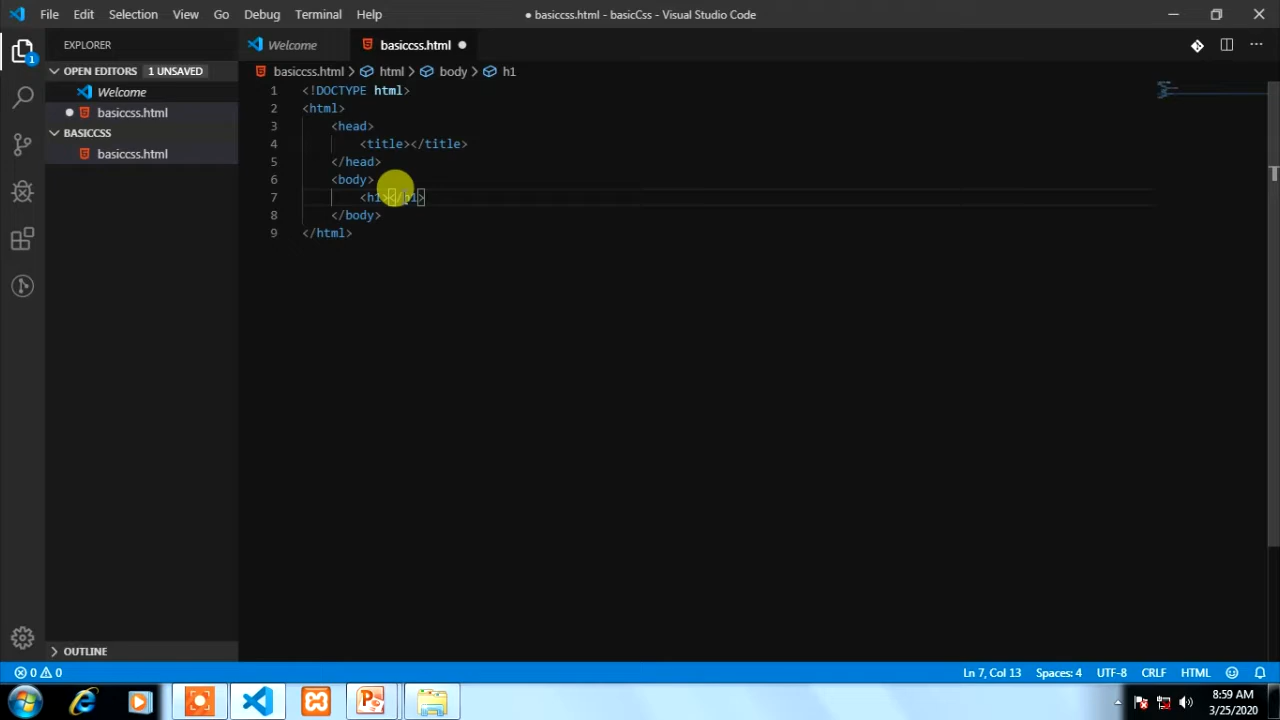 File Edit Selection View Go Debug Terminal Help
● basiccss.html - basicCss - Visual Studio Code
EXPLORER
Welcome
basiccss.html
1
OPEN EDITORS 1 UNSAVED
basiccss.html > html > body > h1
Welcome
basiccss.html
BASICCSS
basiccss.html
1 <!DOCTYPE html>
2 <html>
3 <head>
4 <title></title>
5 </head>
6 <body>
7 <h1></h1>
8 </body>
9 </html>
OUTLINE
0 0
Ln 7, Col 13 Spaces: 4 UTF-8 CRLF HTML
8:59 AM
3/25/2020